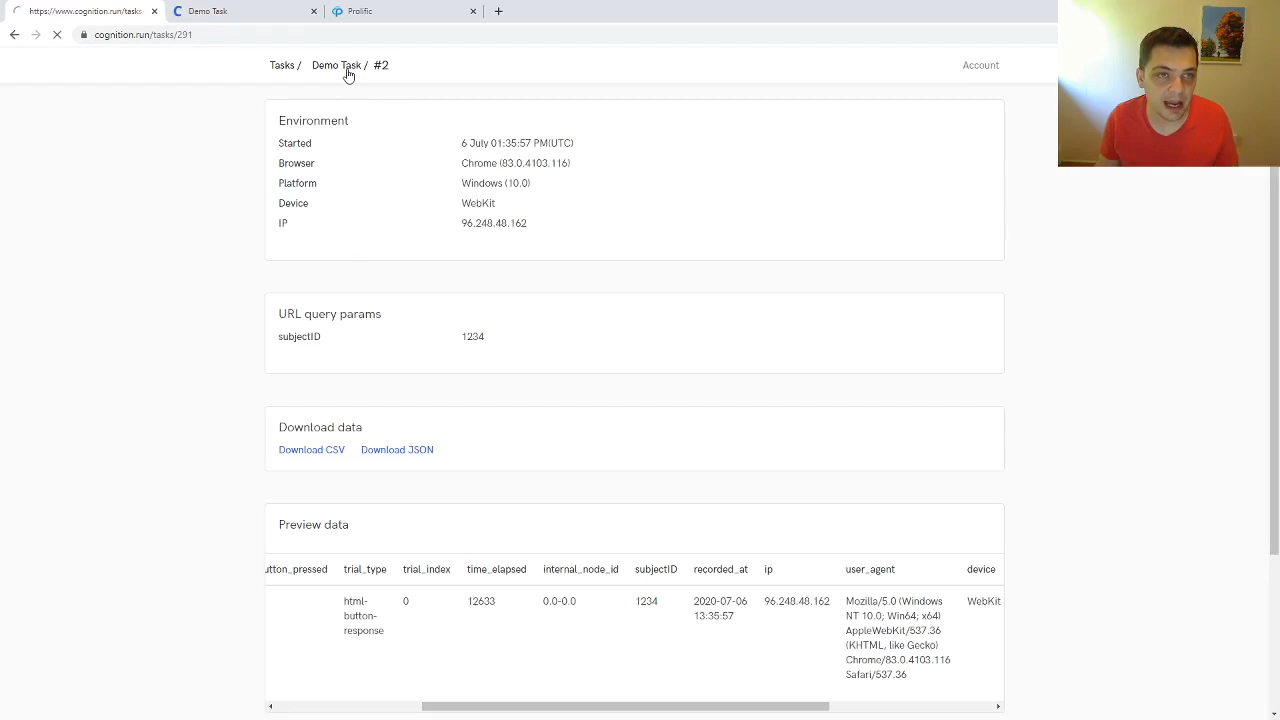 https://www.cognition.run/tasks
Demo Task
Prolific
cognition.run/tasks/291
Tasks / Demo Task / #2
Account
Environment
Started 6 July 01:35:57 PM(UTC)
Browser Chrome (83.0.4103.116)
Platform Windows (10.0)
Device WebKit
IP 96.248.48.162
URL query params
subjectID 1234
Download data
Download CSV Download JSON
Preview data
utton_pressed trial_type trial_index time_elapsed internal_node_id subjectID recorded_at ip user_agent device
html-button-response 0 12633 0.0-0.0 1234 2020-07-06 13:35:57 96.248.48.162 Mozilla/5.0 (Windows NT 10.0; Win64; x64) AppleWebKit/537.36 (KHTML, like Gecko) Chrome/83.0.4103.116 Safari/537.36 WebKit